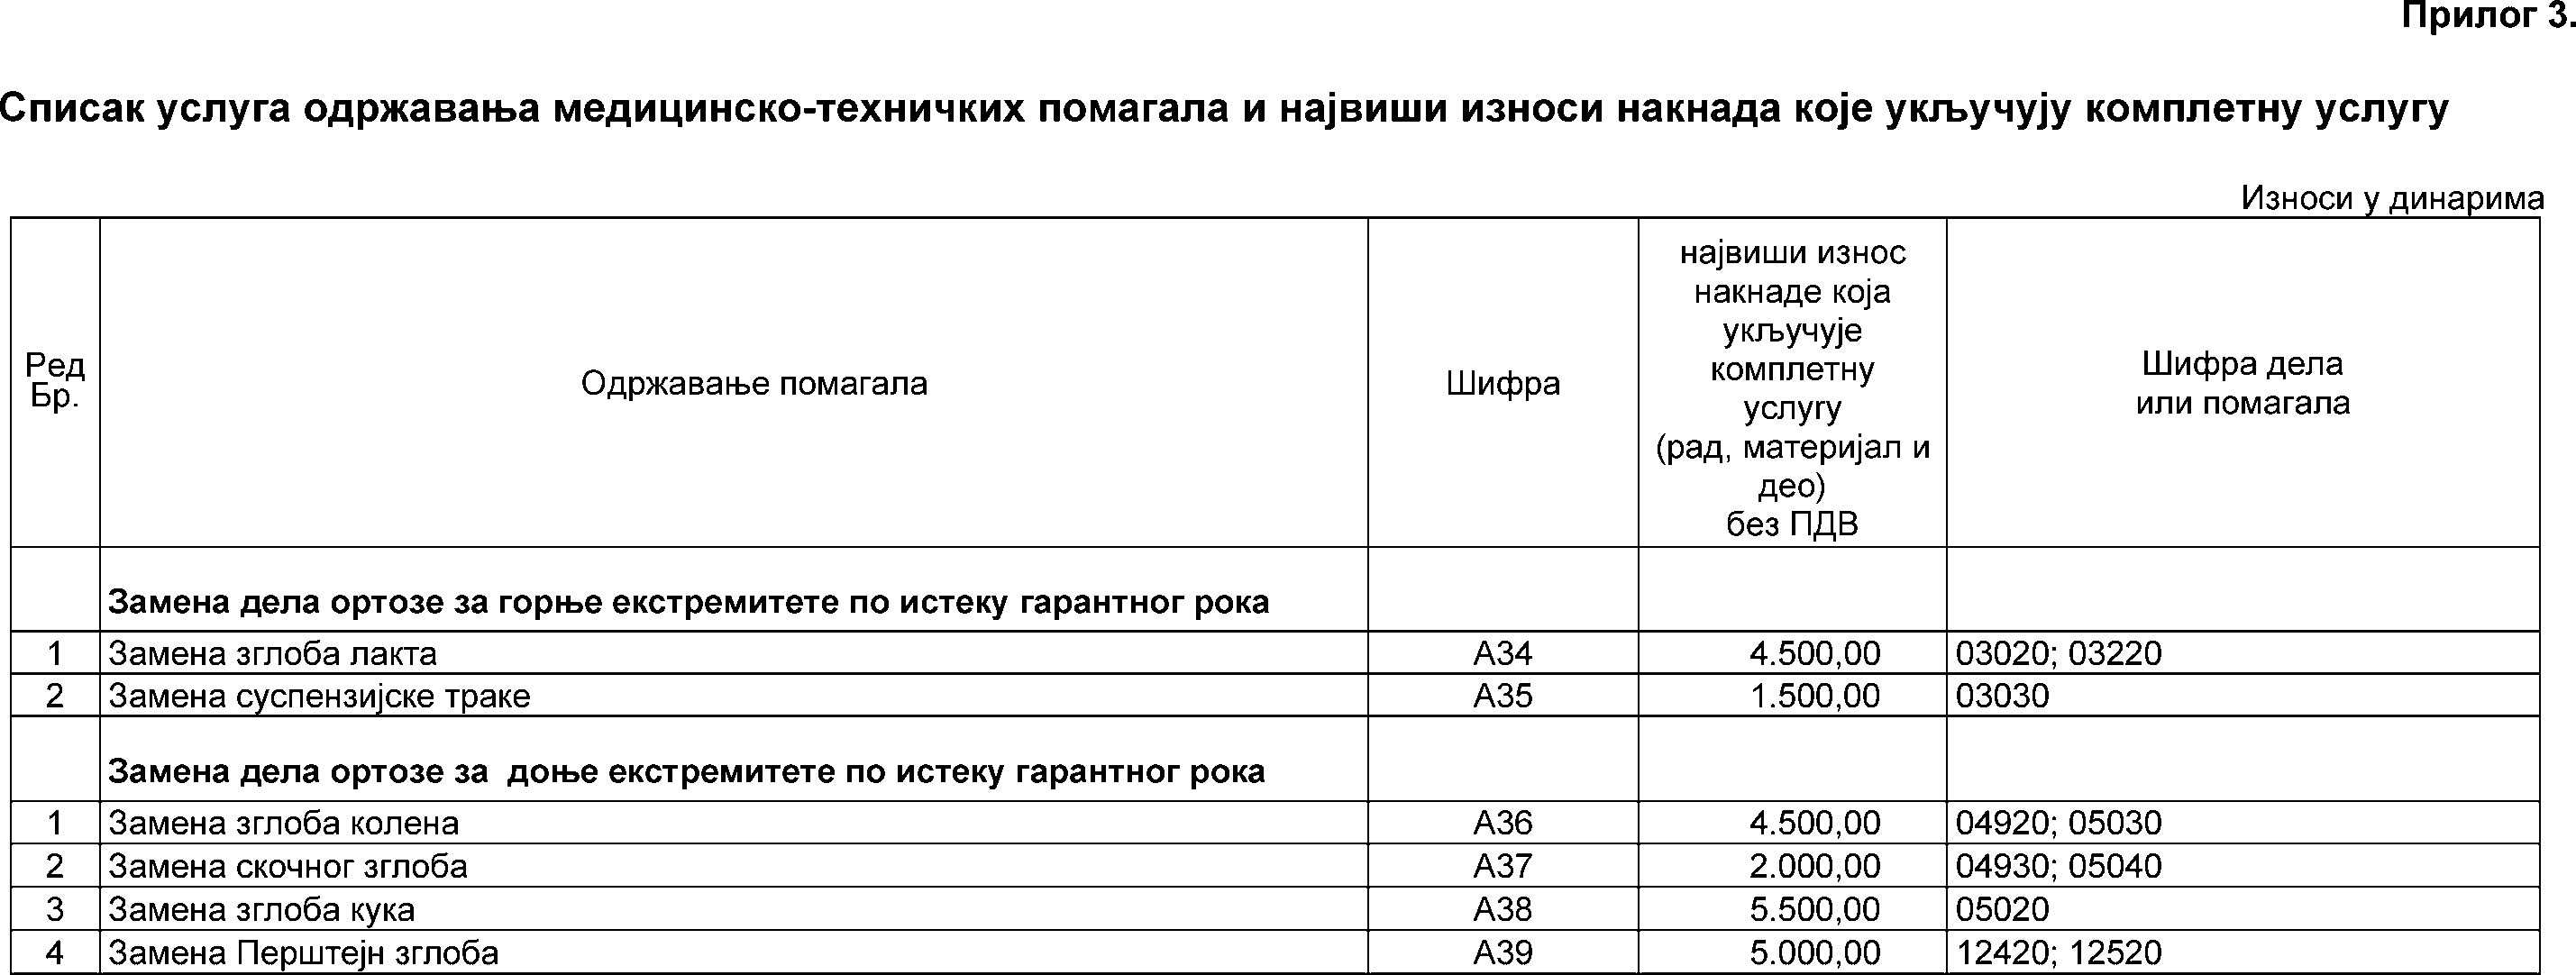 Прилог 3.
Списак услуга одржавања медицинско-техничких помагала и највиши износи накнада које укључују комплетну услугу
Износи у динарима
Ред
Бр.
Одржавање помагала
Шифра
највиши износ
накнаде која
укључује
комплетну
услугу
(рад, материјал и
део)
без ПДВ
Шифра дела
или помагала
Замена дела ортозе за горње екстремитете по истеку гарантног рока
1 Замена зглоба лакта А34 4.500,00 03020; 03220
2 Замена суспензијске траке А35 1.500,00 03030
Замена дела ортозе за доње екстремитете по истеку гарантног рока
1 Замена зглоба колена А36 4.500,00 04920; 05030
2 Замена скочног зглоба А37 2.000,00 04930; 05040
3 Замена зглоба кука А38 5.500,00 05020
4 Замена Перштејн зглоба А39 5.000,00 12420; 12520